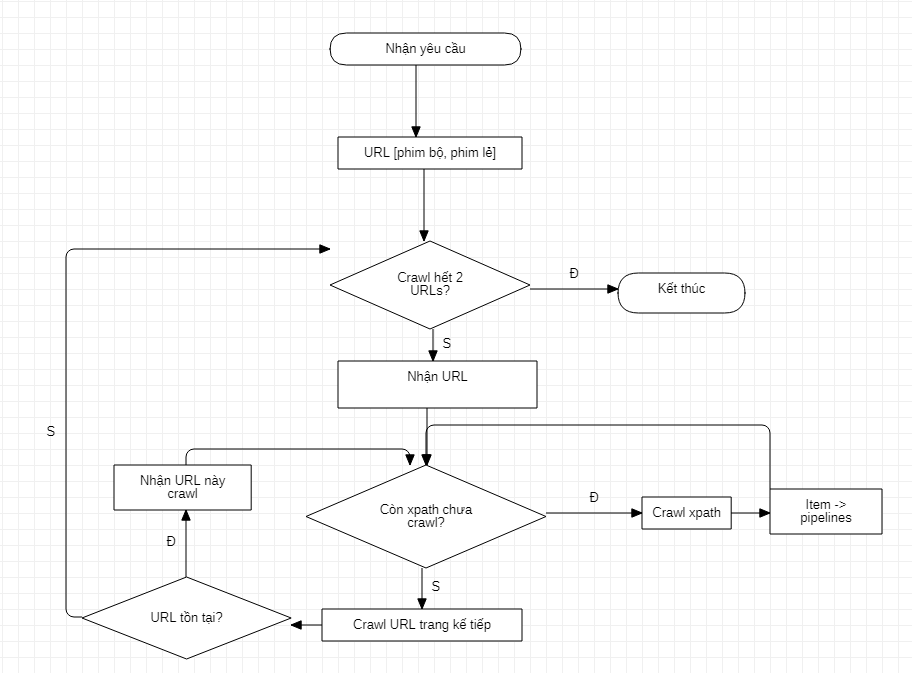 Nhận yêu cầu
URL [phim bộ, phim lẻ]
Crawl hết 2
URLs?
Đ
Kết thúc
S
Nhận URL
S
Nhận URL này
crawl
Còn xpath chưa
crawl?
Đ
Crawl xpath
Item ->
pipelines
Đ
S
URL tồn tại?
Crawl URL trang kế tiếp